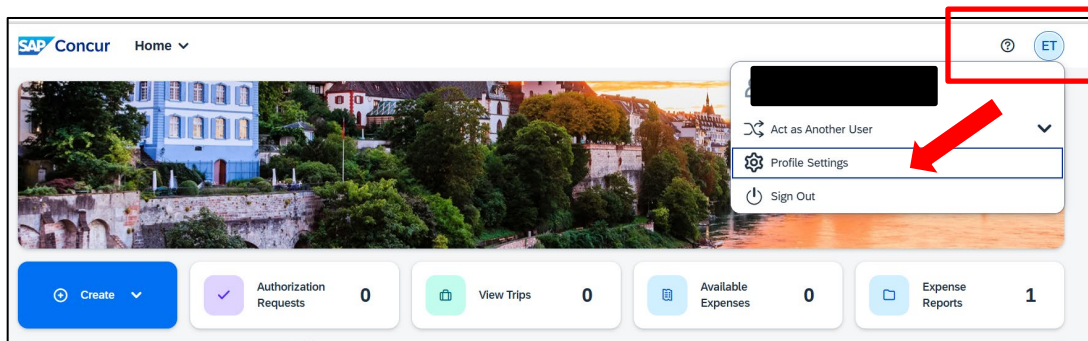 SAP Concur Home
ET
Act as Another User
Profile Settings
Sign Out
Create
Authorization
Requests
0
View Trips
0
Available
Expenses
0
Expense
Reports
1